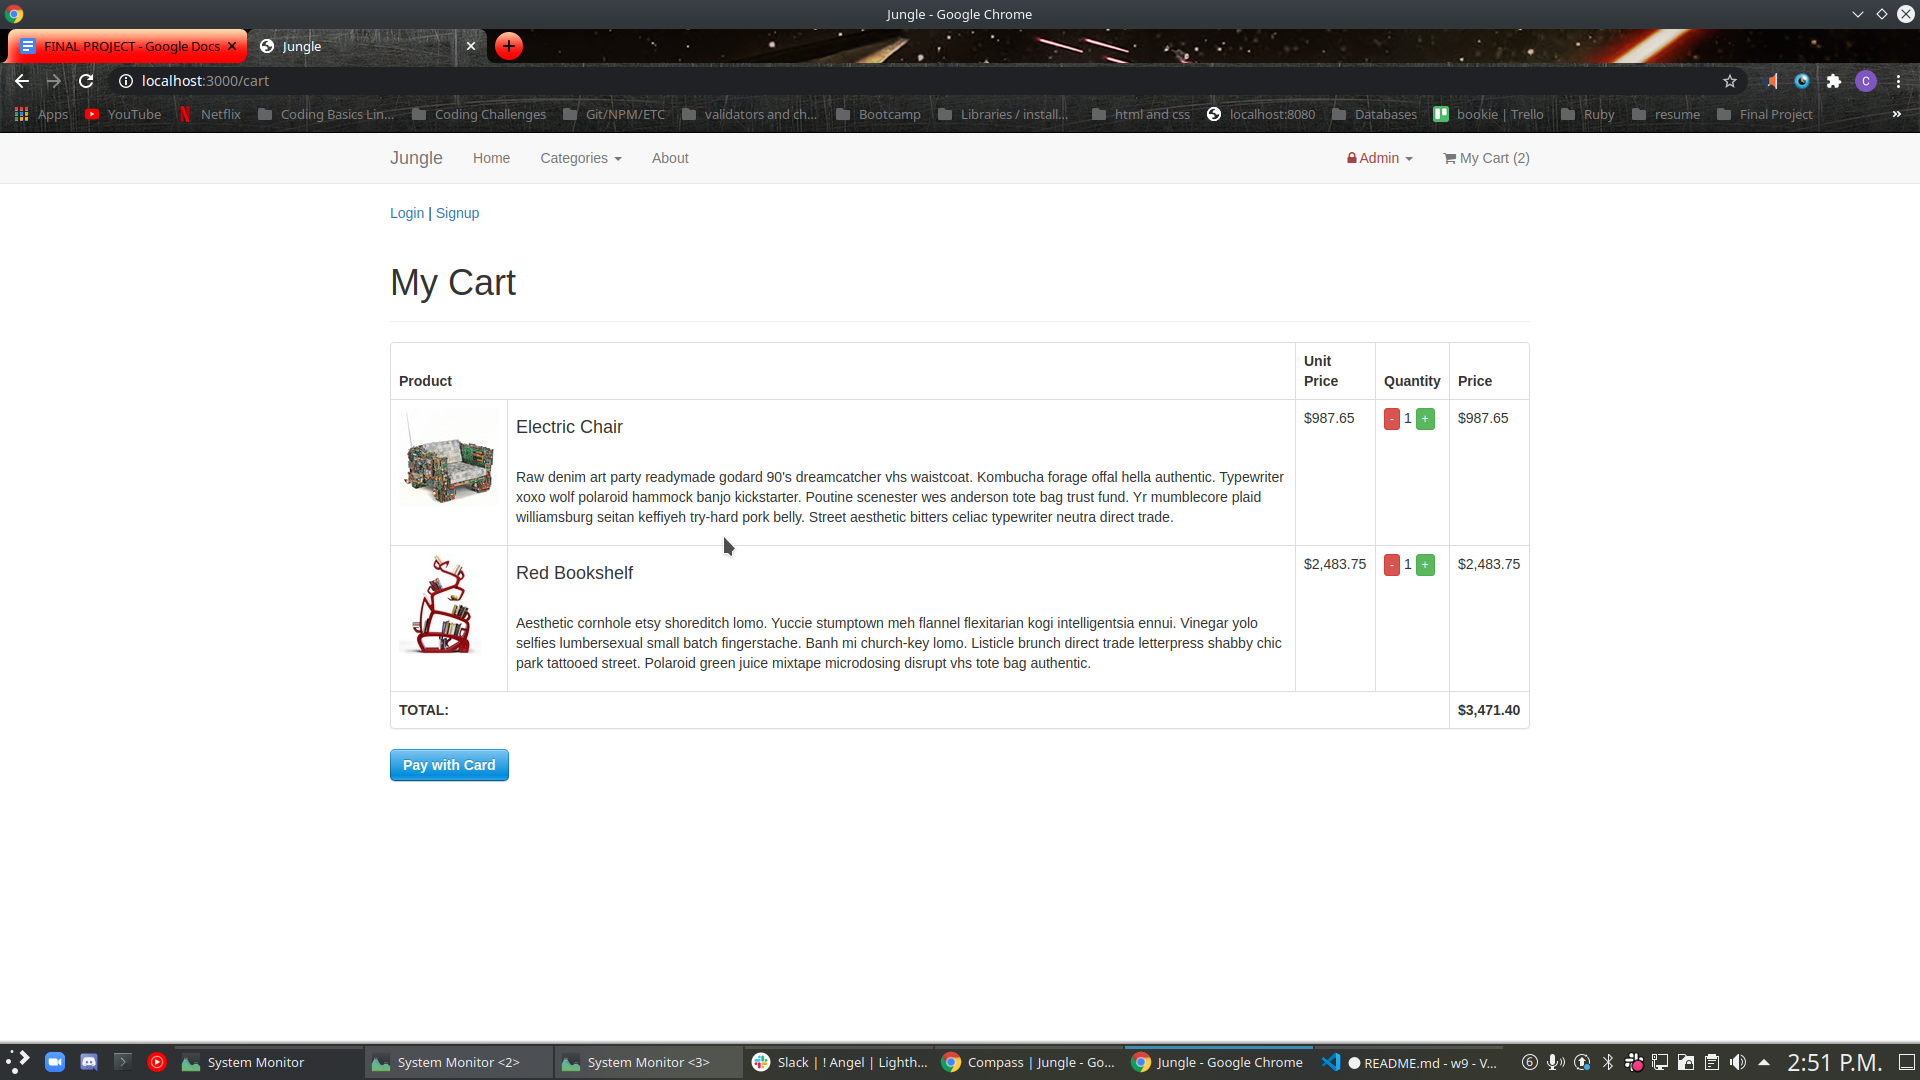 Jungle - Google Chrome
FINAL PROJECT - Google Docs
Jungle
localhost:3000/cart
C
Apps YouTube Netflix Coding Basics Lin... Coding Challenges Git/NPM/ETC validators and ch... Bootcamp Libraries / install... html and css localhost:8080 Databases bookie | Trello Ruby resume Final Project »
Jungle Home Categories About Admin My Cart (2)
Login | Signup
My Cart
Product Unit Price Quantity Price
Electric Chair $987.65 - 1 + $987.65
Raw denim art party readymade godard 90's dreamcatcher vhs waistcoat. Kombucha forage offal hella authentic. Typewriter
xoxo wolf polaroid hammock banjo kickstarter. Poutine scenester wes anderson tote bag trust fund. Yr mumblecore plaid
williamsburg seitan keffiyeh try-hard pork belly. Street aesthetic bitters celiac typewriter neutra direct trade.
Red Bookshelf $2,483.75 - 1 + $2,483.75
Aesthetic cornhole etsy shoreditch lomo. Yuccie stumptown meh flannel flexitarian kogi intelligentsia ennui. Vinegar yolo
selfies lumbersexual small batch fingerstache. Banh mi church-key lomo. Listicle brunch direct trade letterpress shabby chic
park tattooed street. Polaroid green juice mixtape microdosing disrupt vhs tote bag authentic.
TOTAL: $3,471.40
Pay with Card
System Monitor System Monitor <2> System Monitor <3> Slack | ! Angel | Lighth... Compass | Jungle - Go... Jungle - Google Chrome README.md - w9 - V... 6 2:51 P.M.